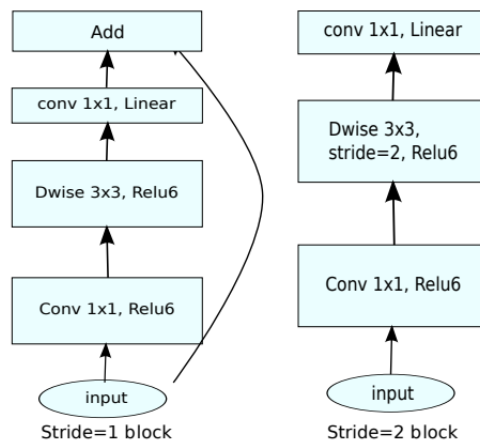 Add
conv 1x1, Linear
Dwise 3x3, Relu6
Conv 1x1, Relu6
input
Stride=1 block
conv 1x1, Linear
Dwise 3x3,
stride=2, Relu6
Conv 1x1, Relu6
input
Stride=2 block